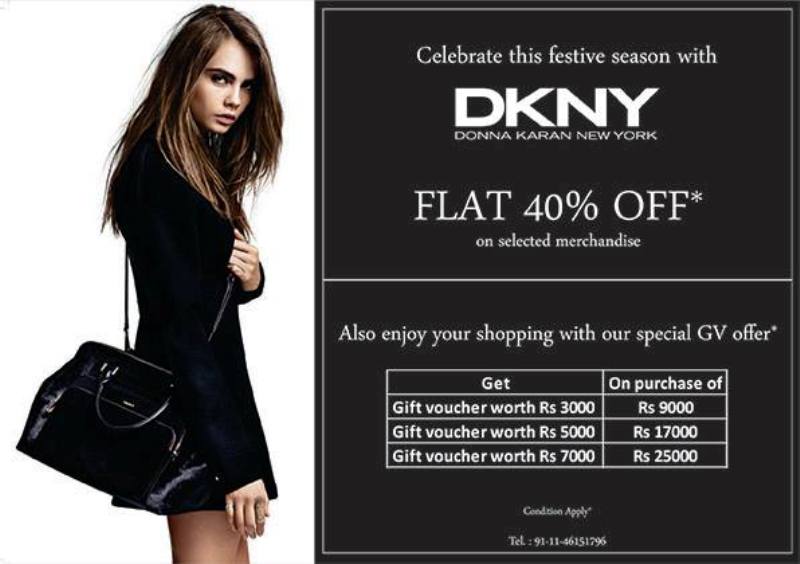 Celebrate this festive season with
DKNY
DONNA KARAN NEW YORK
FLAT 40% OFF*
on selected merchandise
Also enjoy your shopping with our special GV offer*
Get On purchase of
Gift voucher worth Rs 3000 Rs 9000
Gift voucher worth Rs 5000 Rs 17000
Gift voucher worth Rs 7000 Rs 25000
Condition Apply*
Tel. : 91-11-46151796